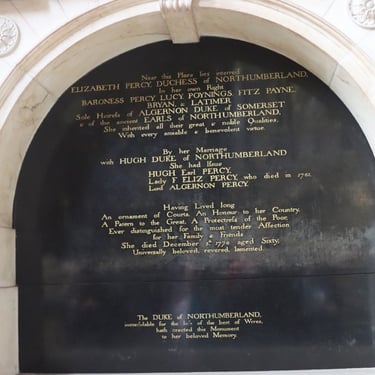 Near this Place lies interred
ELIZABETH PERCY, DUCHESS of NORTHUMBERLAND,
In her own Right
BARONESS PERCY LUCY, POYNINGS, FITZ PAYNE,
BRYAN, & LATIMER
Sole Heiress of ALGERNON DUKE of SOMERSET
& of the ancient EARLS of NORTHUMBERLAND,
She inherited all their great & noble Qualities,
With every amiable & benevolent virtue.
By her Marriage
with HUGH DUKE of NORTHUMBERLAND
She had Issue
HUGH Earl PERCY,
Lady F ELIZ PERCY, who died in 1761.
Lord ALGERNON PERCY.
Having Lived long
An ornament of Courts, An Honour to her Country,
A Pattern to the Great, A Protectress of the Poor,
Ever distinguished for the most tender Affection
for her Family & Friends
She died December 5th 1776 aged Sixty,
Universally beloved, revered, lamented.
The DUKE of NORTHUMBERLAND,
inconsolable for the loss of the best of Wives,
hath erected this Monument
to her beloved Memory.